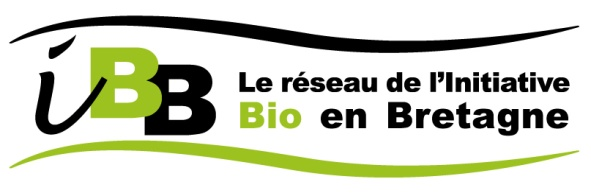 iBB
Le réseau de l'Initiative
Bio en Bretagne